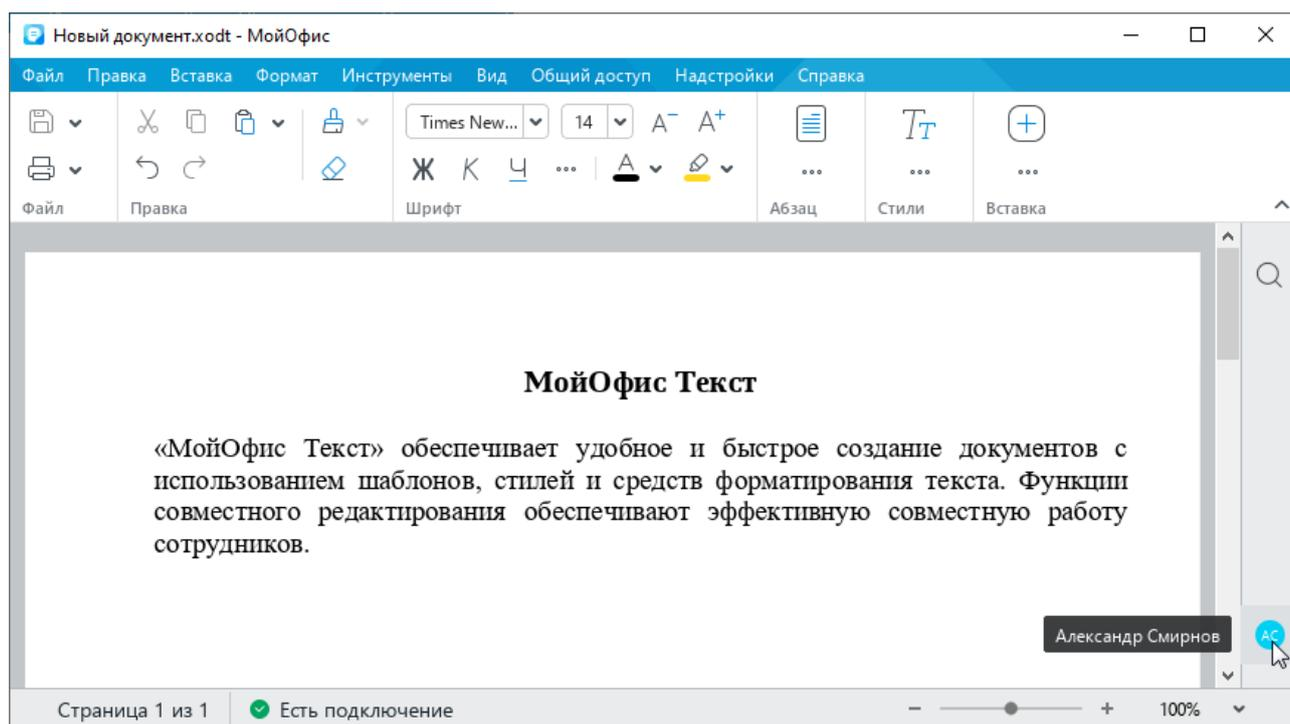 Новый документ.xodt - МойОфис
Файл Правка Вставка Формат Инструменты Вид Общий доступ Надстройки Справка
Times New... 14 A⁻ A⁺ Тт
Ж К Ч ... А ... ... ...
Файл Правка Шрифт Абзац Стили Вставка
МойОфис Текст
«МойОфис Текст» обеспечивает удобное и быстрое создание документов с
использованием шаблонов, стилей и средств форматирования текста. Функции
совместного редактирования обеспечивают эффективную совместную работу
сотрудников.
Александр Смирнов АС
Страница 1 из 1 Есть подключение 100%